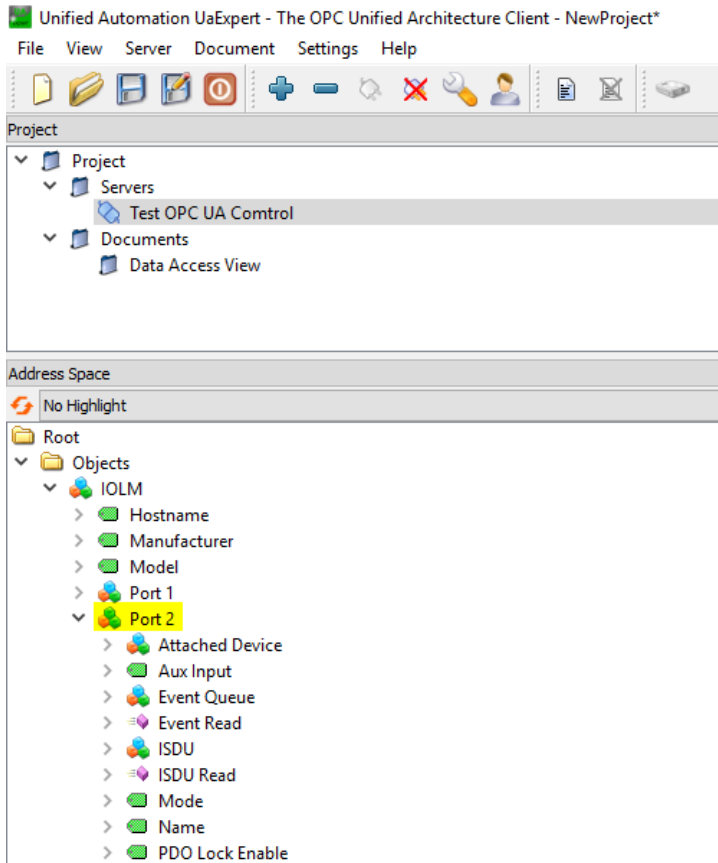 Unified Automation UaExpert - The OPC Unified Architecture Client - NewProject*
File View Server Document Settings Help
Project
Project
Servers
Test OPC UA Comtrol
Documents
Data Access View
Address Space
No Highlight
Root
Objects
IOLM
Hostname
Manufacturer
Model
Port 1
Port 2
Attached Device
Aux Input
Event Queue
Event Read
ISDU
ISDU Read
Mode
Name
PDO Lock Enable